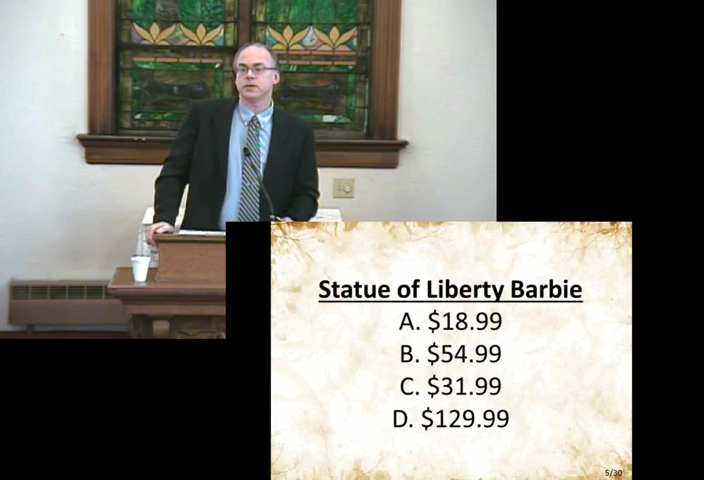 Statue of Liberty Barbie
A. $18.99
B. $54.99
C. $31.99
D. $129.99
5/30